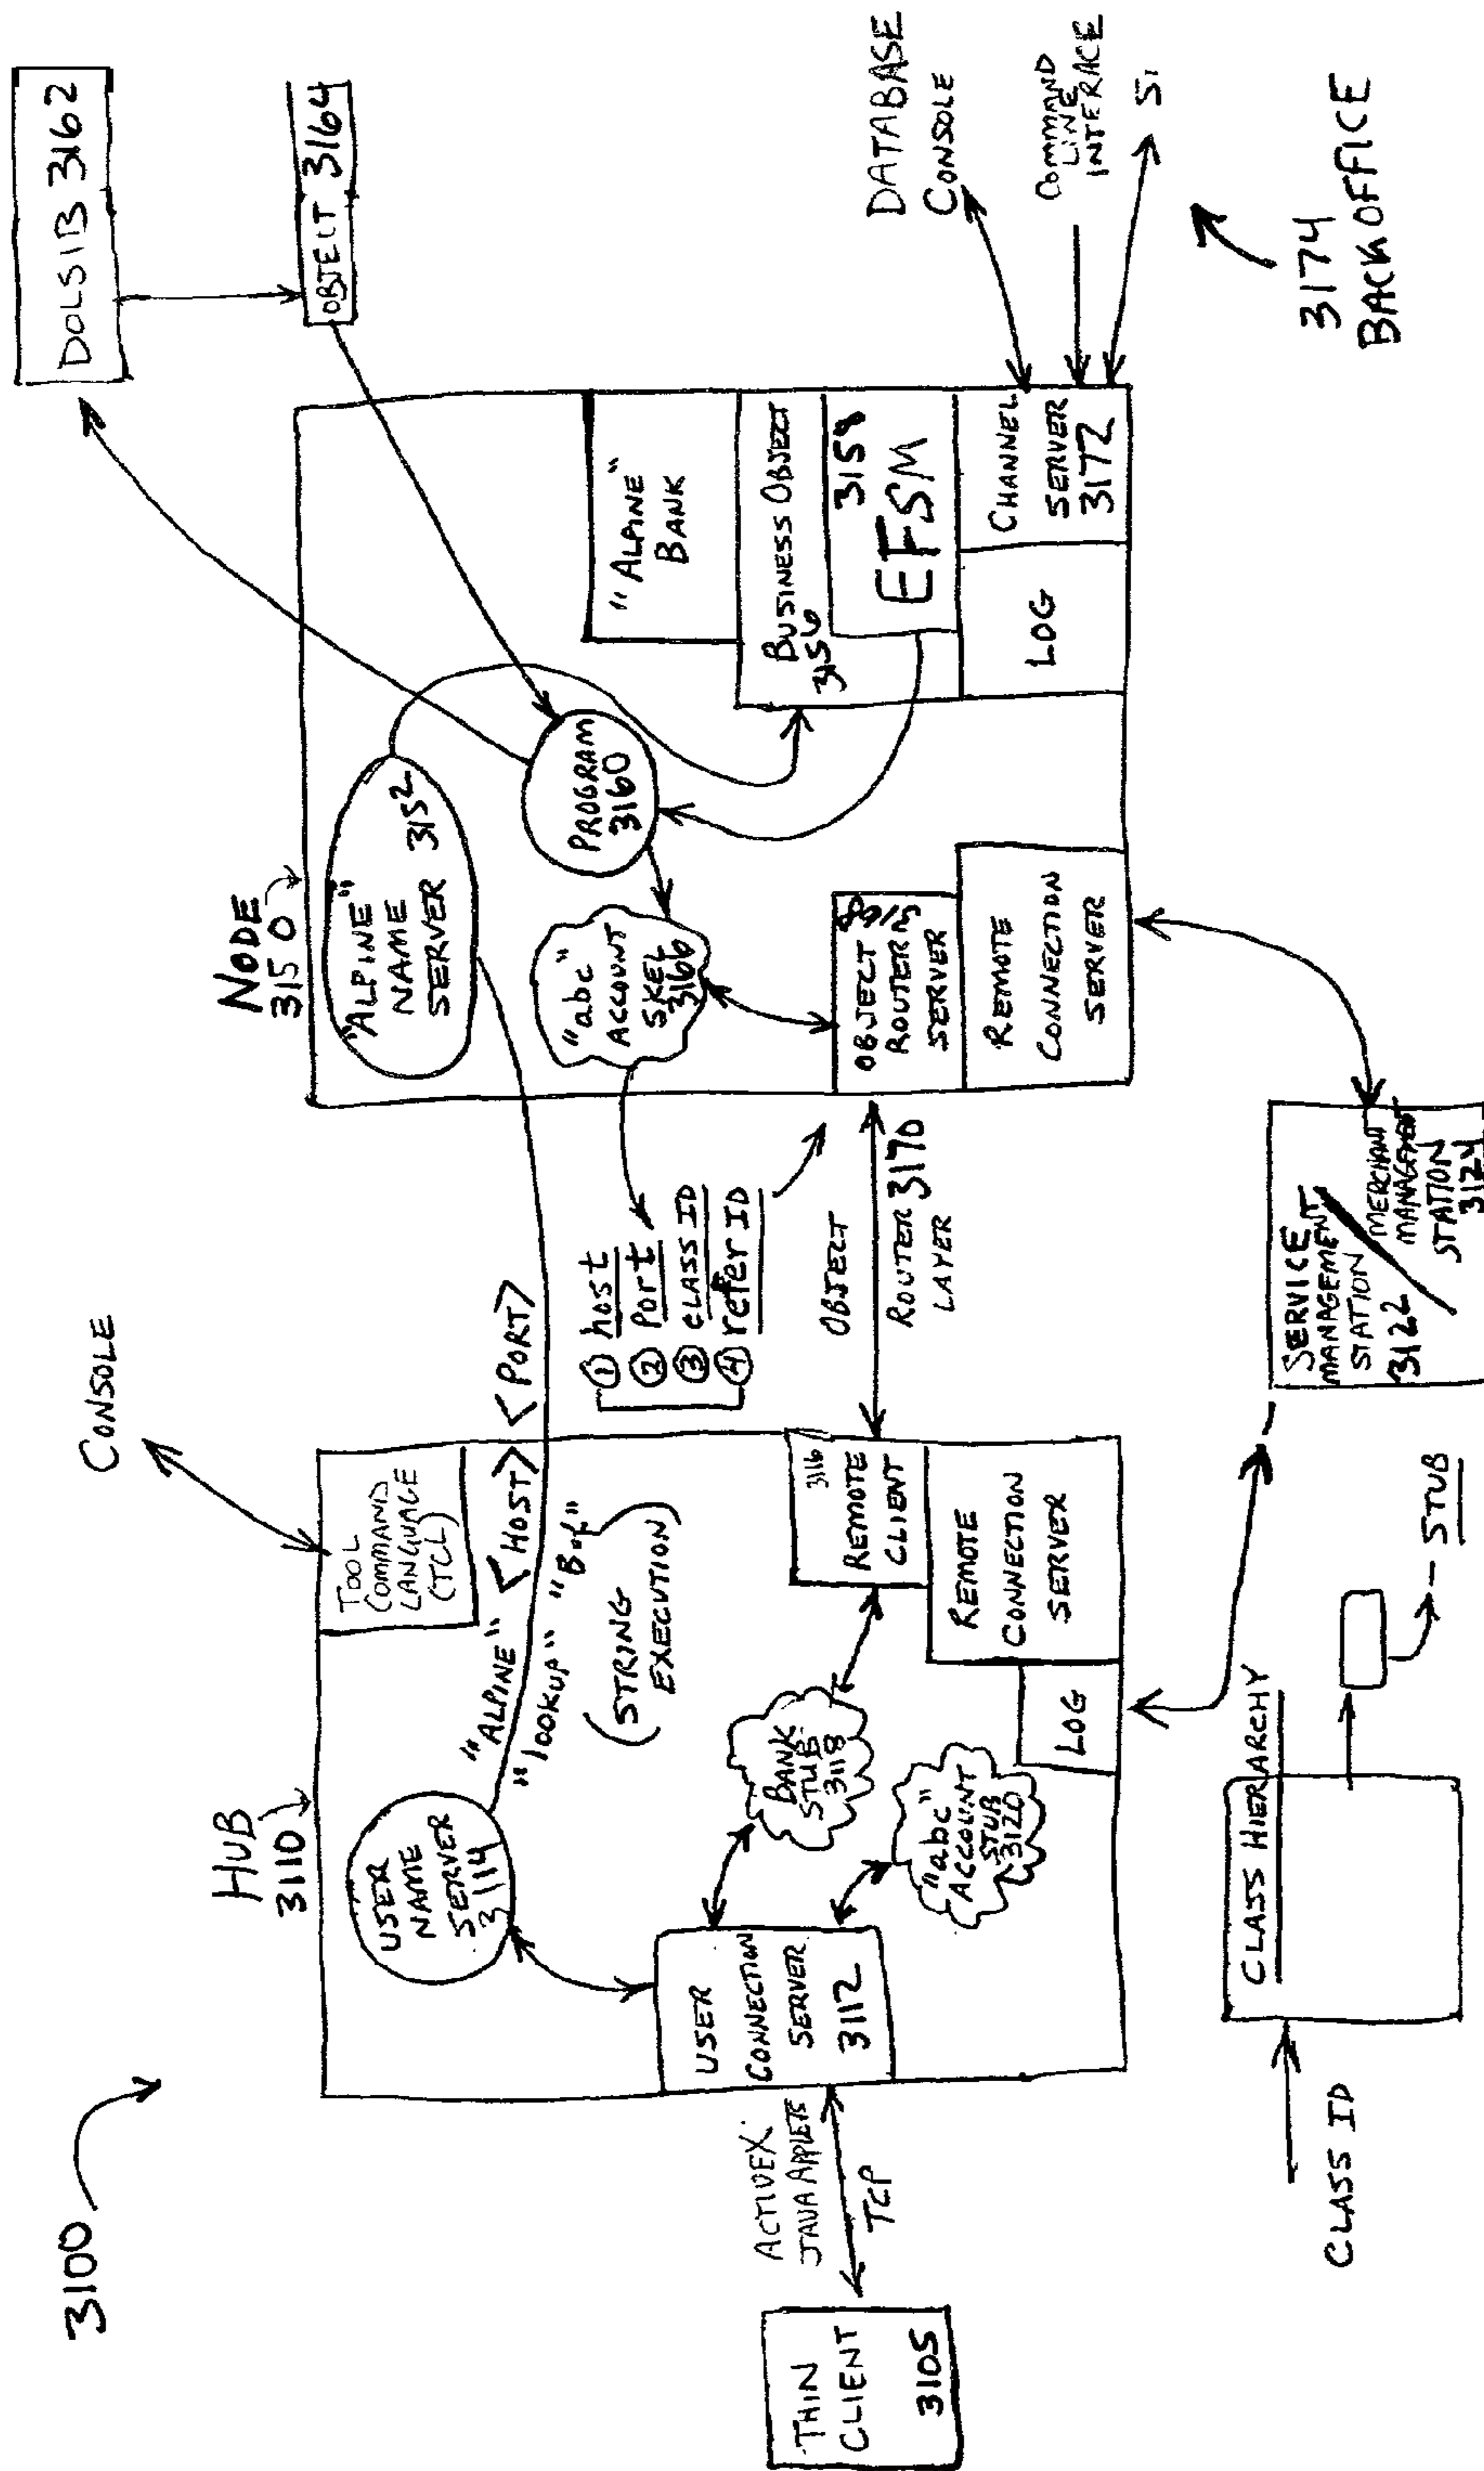 3100
HUB
3110
NODE
3150
CONSOLE
DOLSIB 3162
OBJECT 3164
THIN
CLIENT
3105
ACTIVEX
JAVA APPLETS
TCP
USER
NAME
SERVER
3114
USER
CONNECTION
SERVER
3112
TOOL
COMMAND
LANGUAGE
(TCL)
"ALPINE" <HOST> <PORT>
"lookup"
(STRING
EXECUTION)
BANK
STUB
3118
"abc"
ACCOUNT
STUB
3120
3116
REMOTE
CLIENT
REMOTE
CONNECTION
SERVER
LOG
① host
② Port
③ CLASS ID
④ refer ID
OBJECT
ROUTER 3170
LAYER
"ALPINE"
NAME
SERVER 3152
PROGRAM
3160
"abc"
ACCOUNT
SKEL
3166
OBJECT
ROUTER
SERVER
REMOTE
CONNECTION
SERVER
"ALPINE"
BANK
BUSINESS OBJECT
3156
3158
EFSM
LOG
CHANNEL
SERVER
3172
DATABASE
CONSOLE
COMMAND
LINE
INTERACE
3174
BACK OFFICE
CLASS ID
CLASS HIERARCHY
STUB
SERVICE
MANAGEMENT
STATION
3122
MERCHANT
MANAGEMENT
STATION
3124